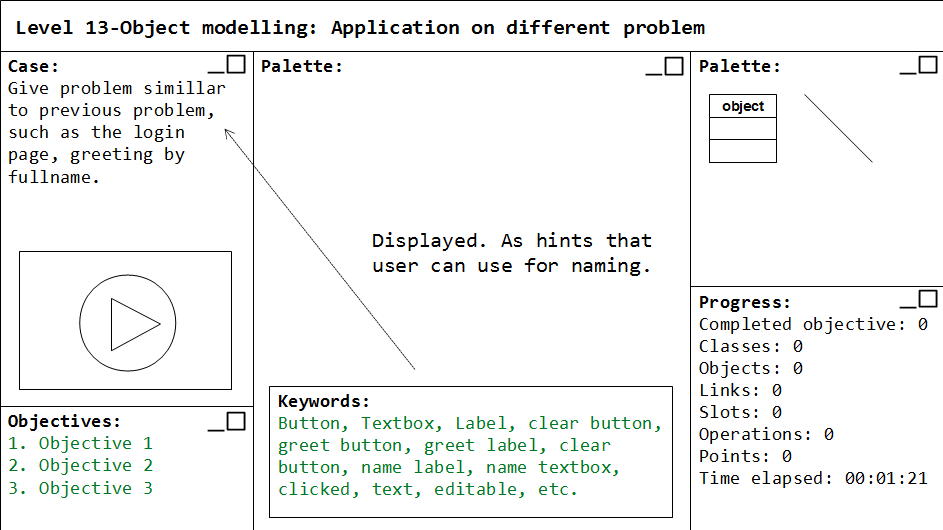 Level 13-Object modelling: Application on different problem
Case:
Give problem simillar
to previous problem,
such as the login
page, greeting by
fullname.
Objectives:
1. Objective 1
2. Objective 2
3. Objective 3
Palette:
Displayed. As hints that
user can use for naming.
Keywords:
Button, Textbox, Label, clear button,
greet button, greet label, clear
button, name label, name textbox,
clicked, text, editable, etc.
Palette:
object
Progress:
Completed objective: 0
Classes: 0
Objects: 0
Links: 0
Slots: 0
Operations: 0
Points: 0
Time elapsed: 00:01:21